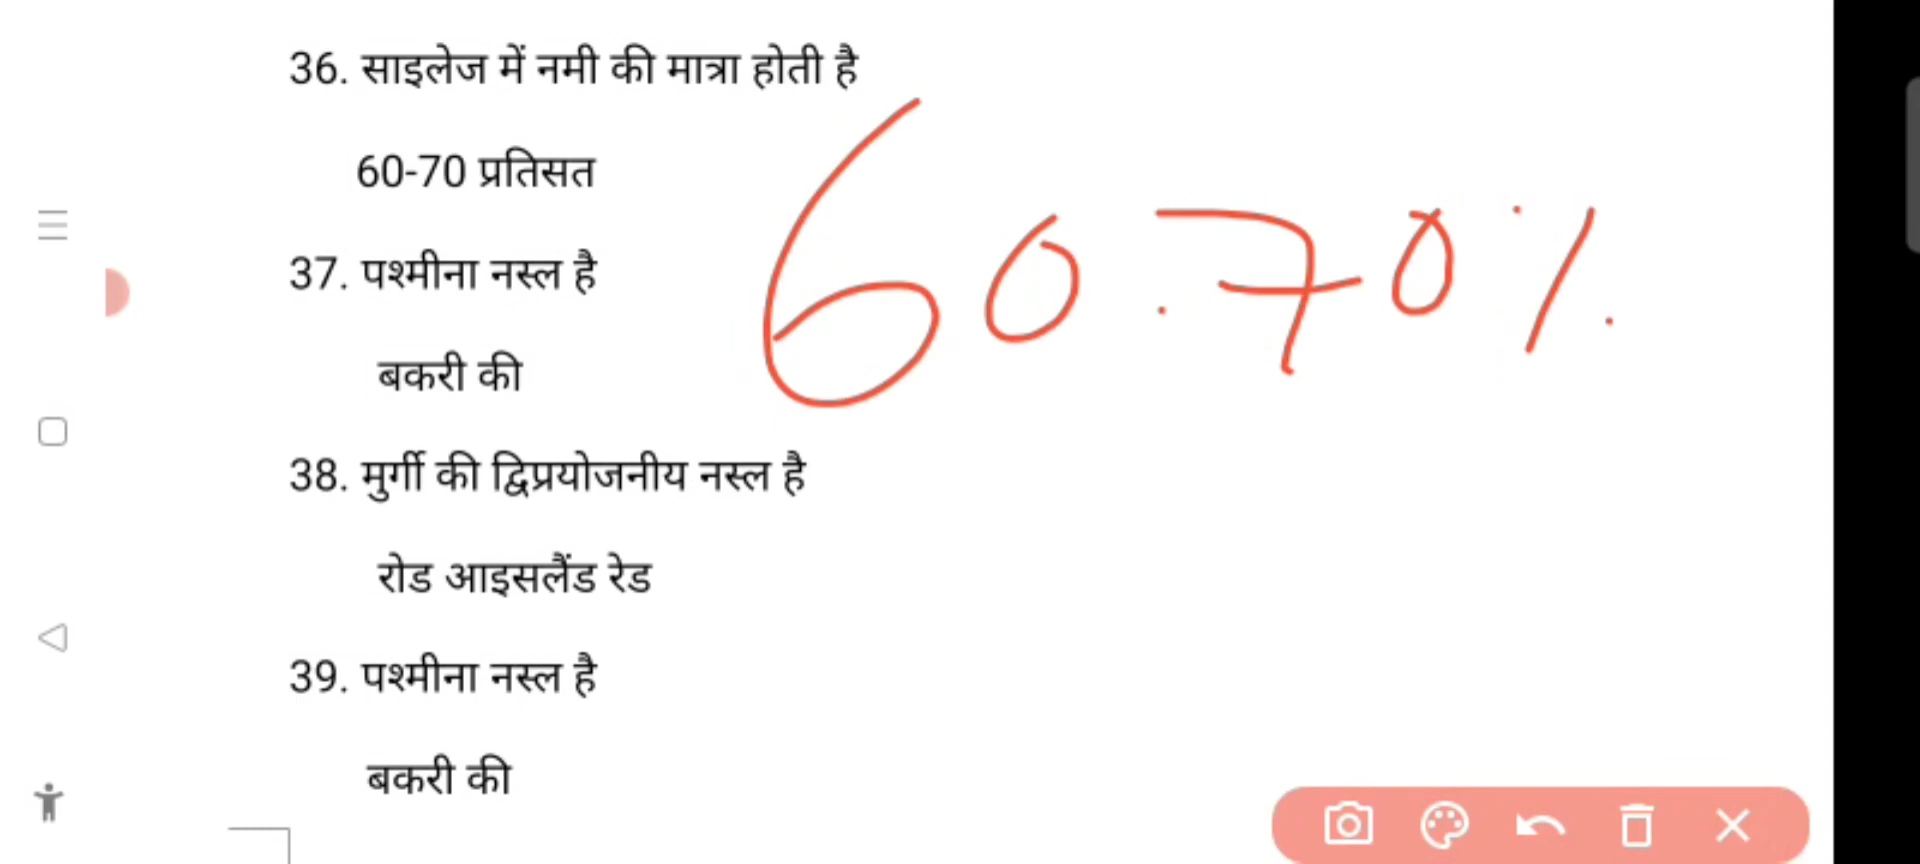 36. साइलेज में नमी की मात्रा होती है
60-70 प्रतिसत
60.70%
37. पश्मीना नस्ल है
बकरी की
38. मुर्गी की द्विप्रयोजनीय नस्ल है
रोड आइसलैंड रेड
39. पश्मीना नस्ल है
बकरी की